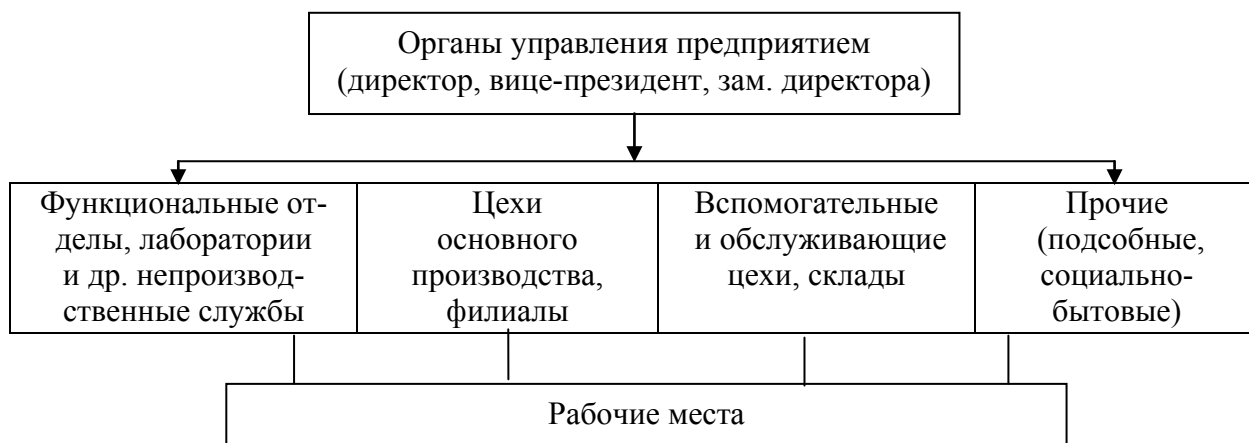 Органы управления предприятием
(директор, вице-президент, зам. директора)
Функциональные от-
делы, лаборатории
и др. непроизвод-
ственные службы
Цехи
основного
производства,
филиалы
Вспомогательные
и обслуживающие
цехи, склады
Прочие
(подсобные,
социально-
бытовые)
Рабочие места